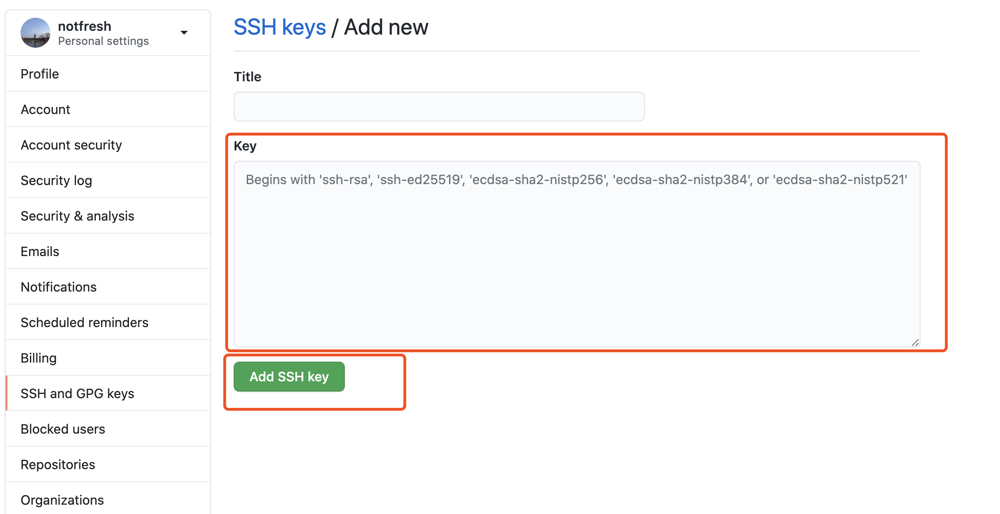 notfresh
Personal settings
Profile
Account
Account security
Security log
Security & analysis
Emails
Notifications
Scheduled reminders
Billing
SSH and GPG keys
Blocked users
Repositories
Organizations
SSH keys / Add new
Title
Key
Begins with 'ssh-rsa', 'ssh-ed25519', 'ecdsa-sha2-nistp256', 'ecdsa-sha2-nistp384', or 'ecdsa-sha2-nistp521'
Add SSH key